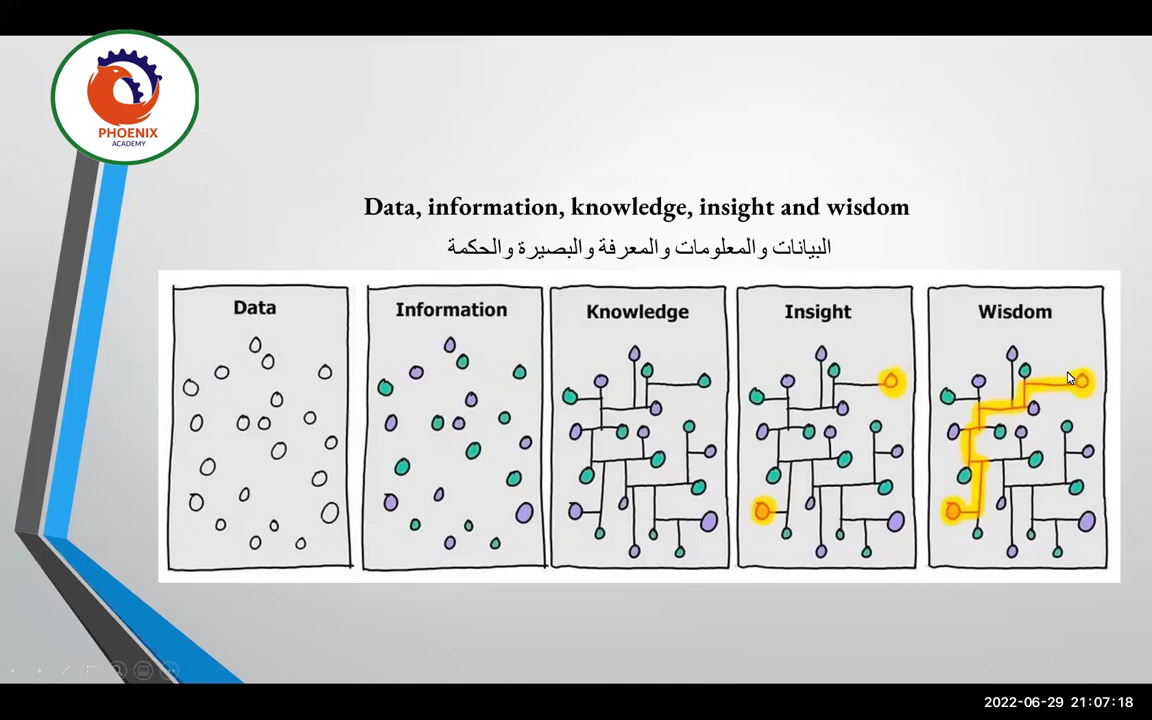 PHOENIX
ACADEMY
Data, information, knowledge, insight and wisdom
البيانات والمعلومات والمعرفة والبصيرة والحكمة
Data
Information
Knowledge
Insight
Wisdom
2022-06-29 21:07:18